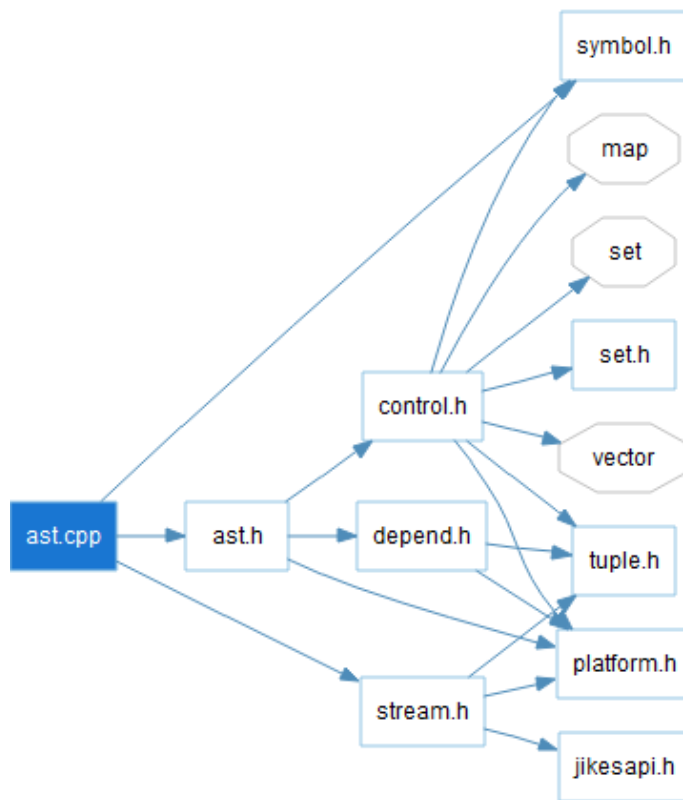 symbol.h
map
set
set.h
control.h
vector
ast.cpp
ast.h
depend.h
tuple.h
platform.h
stream.h
jikesapi.h